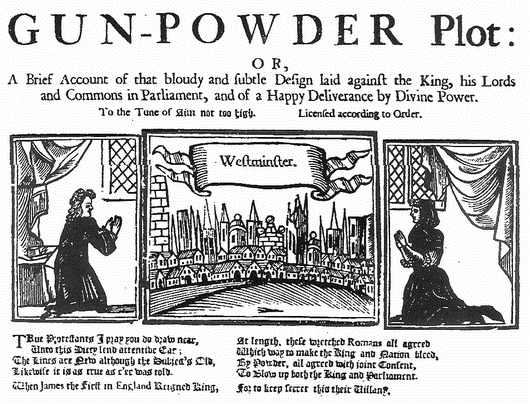 GUN-POWDER Plot:
OR,
A Brief Account of that bloudy and ſubtle Deſign laid againſt the King, his Lords
and Commons in Parliament, and of a Happy Deliverance by Divine Power.
To the Tune of Aim not too high. Licenſed according to Order.
Weſtminſter.
TRue Proteſtants I pray you do draw near,
Unto this Ditty lend attentive Ear;
The Lines are New although the Subject's Old,
Likewiſe it is as true as e'er was told.
When James the Firſt in England Reigned King,
At length, theſe wretched Romans all agreed
Which way to make the King and Nation bleed,
By Powder, all agreed with joint Conſent,
To Blow up both the King and Parliament.
For to keep ſecret this their Villany,